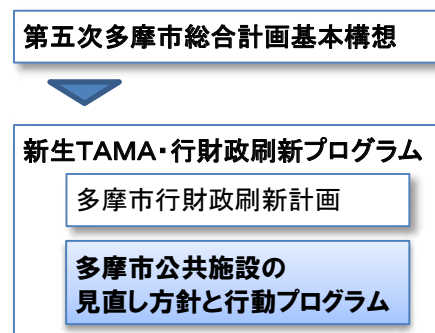 第五次多摩市総合計画基本構想
新生TAMA・行財政刷新プログラム
多摩市行財政刷新計画
多摩市公共施設の
見直し方針と行動プログラム